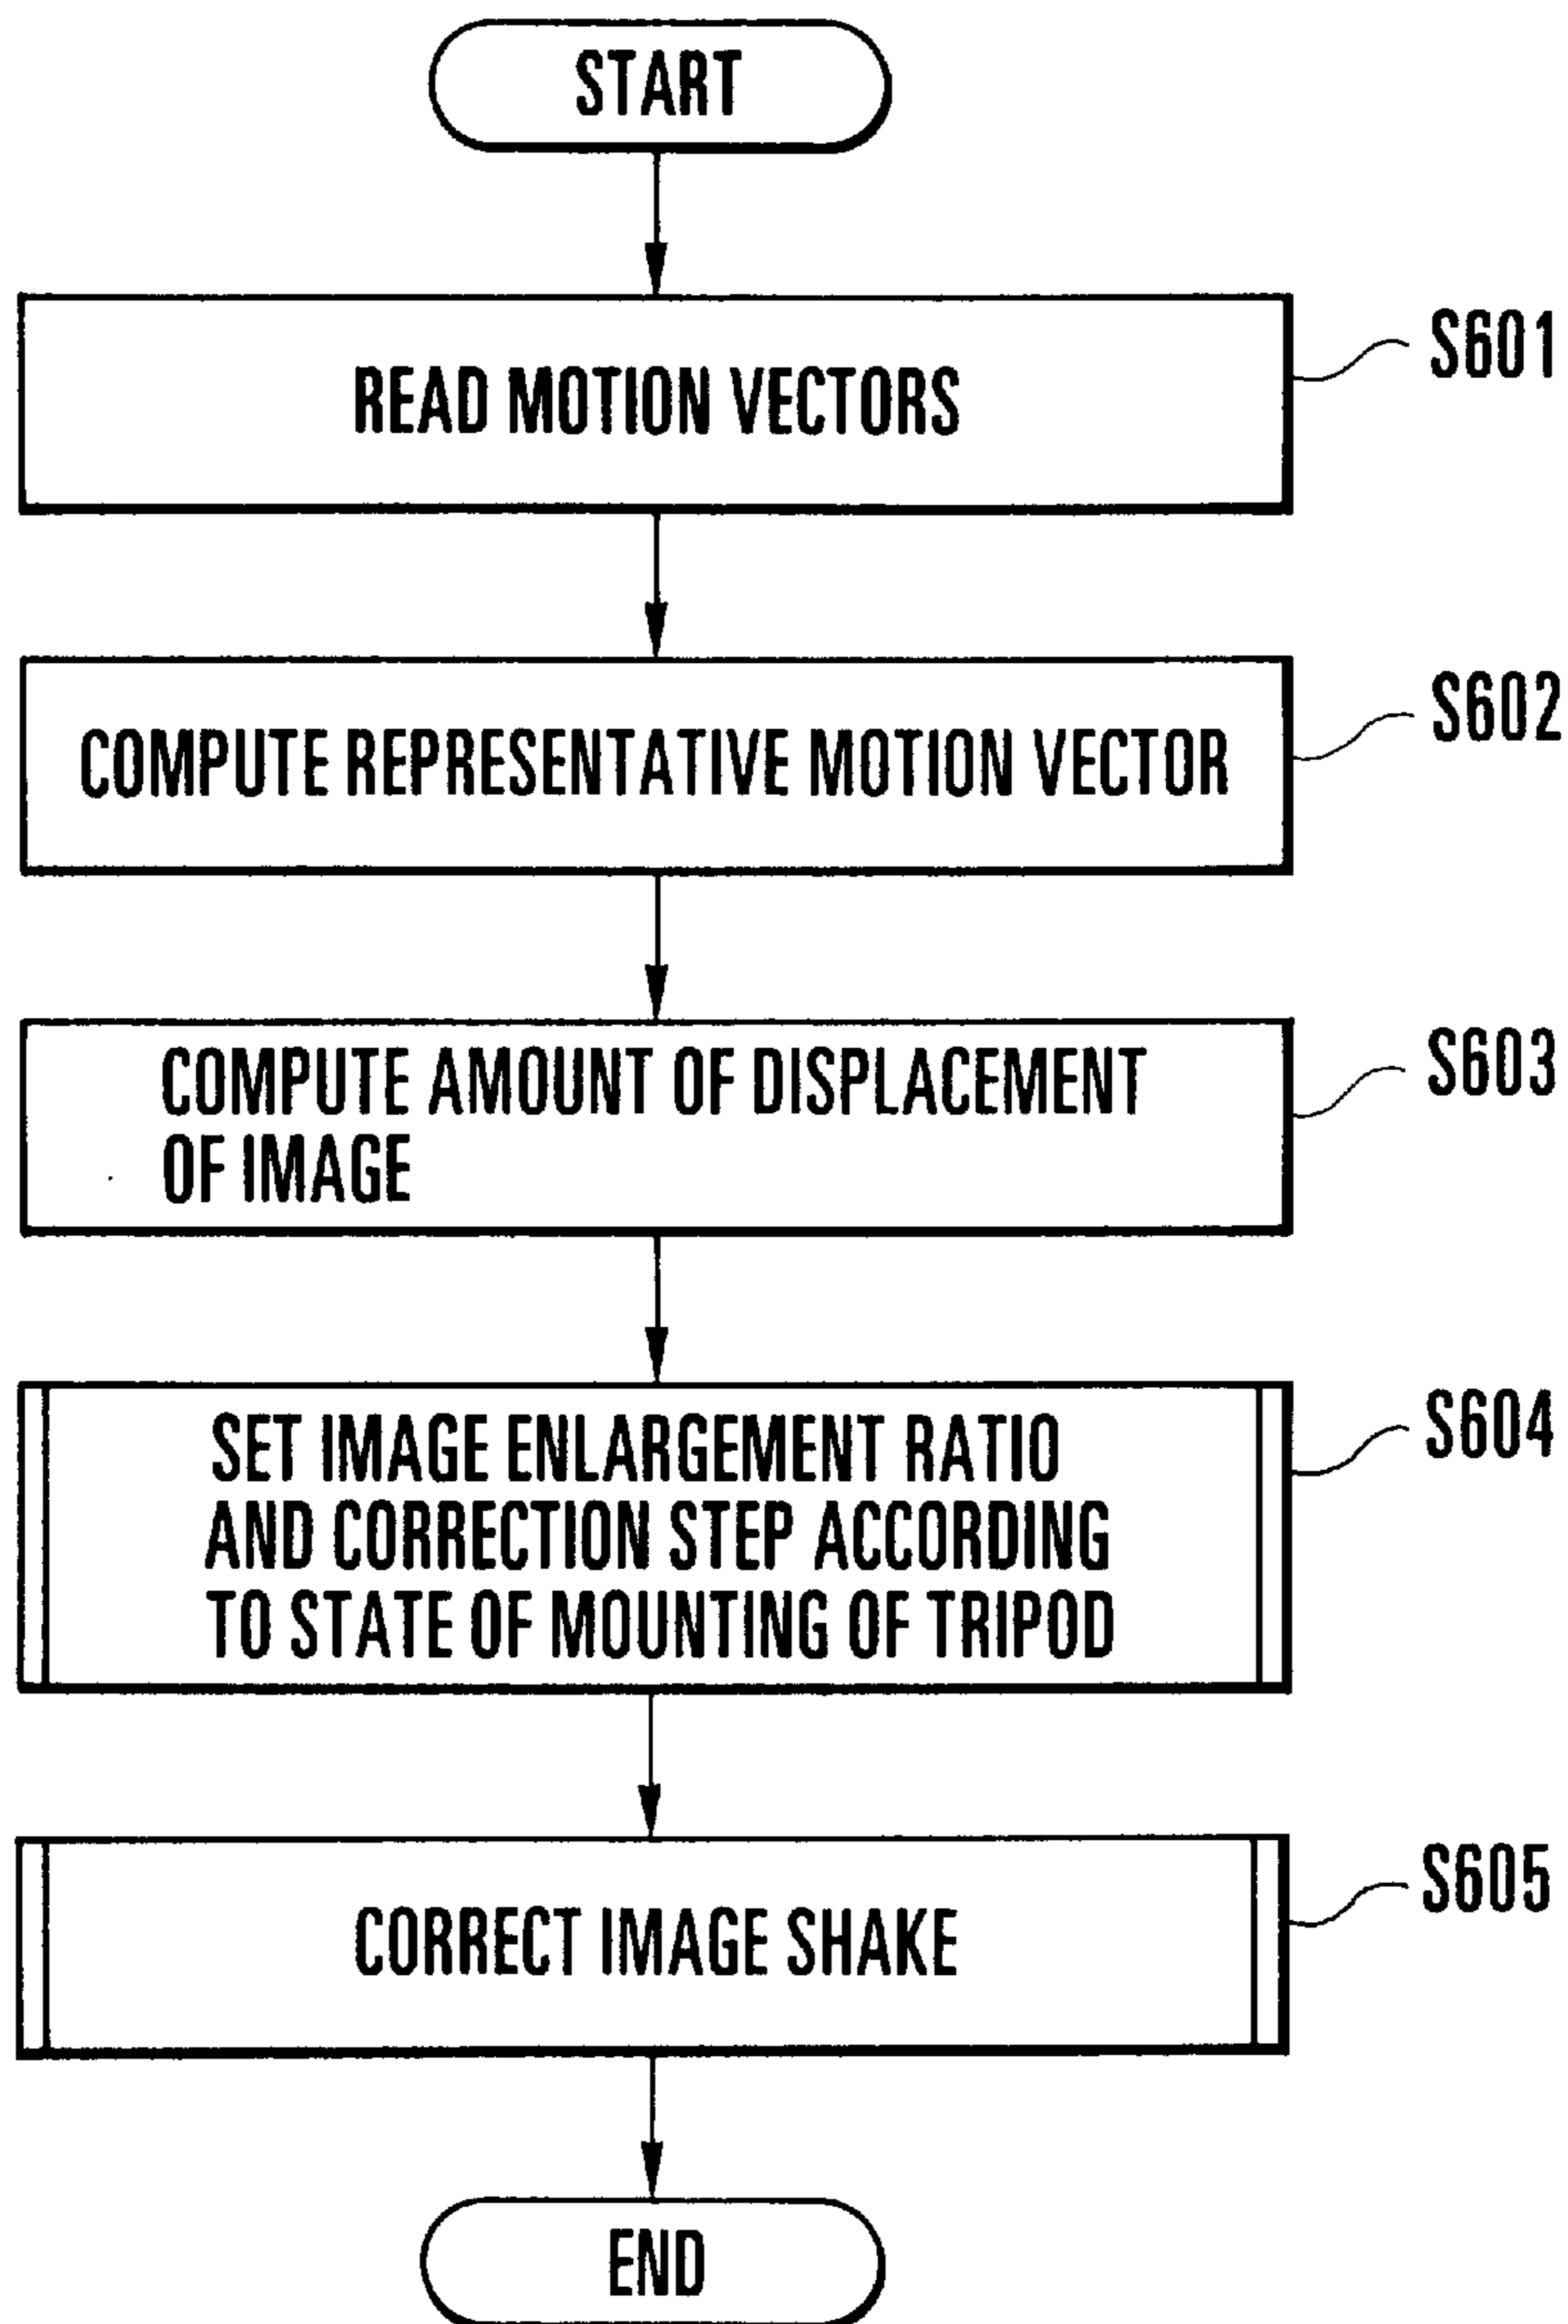 START
READ MOTION VECTORS
S601
COMPUTE REPRESENTATIVE MOTION VECTOR
S602
COMPUTE AMOUNT OF DISPLACEMENT
OF IMAGE
S603
SET IMAGE ENLARGEMENT RATIO
AND CORRECTION STEP ACCORDING
TO STATE OF MOUNTING OF TRIPOD
S604
CORRECT IMAGE SHAKE
S605
END